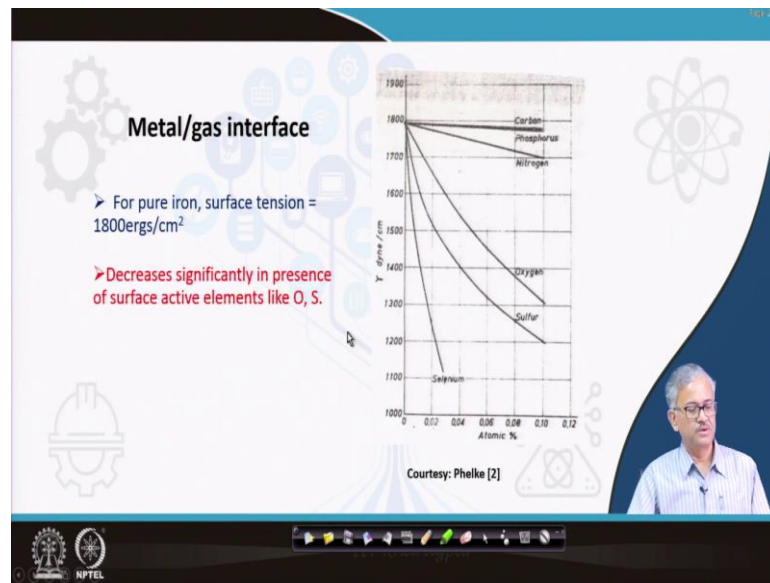 Metal/gas interface
➤ For pure iron, surface tension =
1800ergs/cm²
➤Decreases significantly in presence
of surface active elements like O, S.
1900
1800
1700
1600
1500
1400
1300
1200
1100
1000
γ dyne/cm
Carbon
Phosphorus
Nitrogen
Oxygen
Sulfur
Selenium
0 0,02 0,04 0,06 0,08 0,10 0,12
Atomic %
Courtesy: Phelke [2]
NPTEL